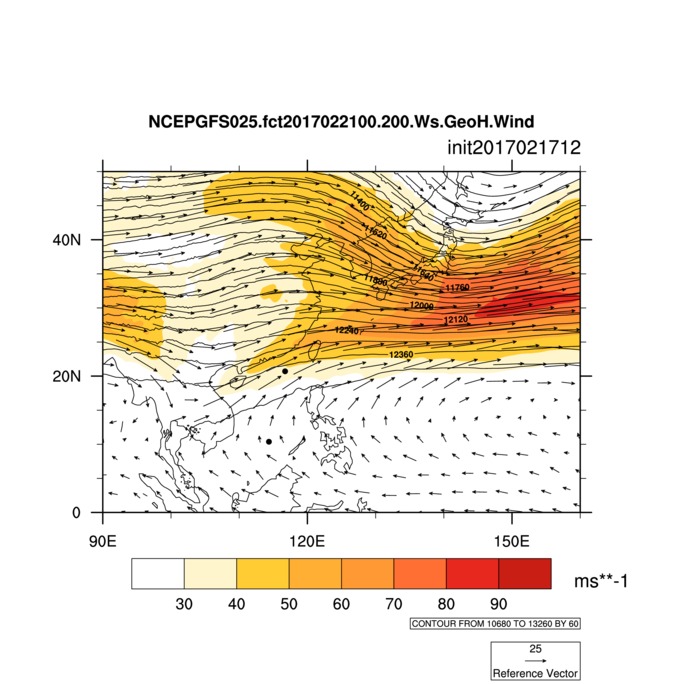 NCEPGFS025.fct2017022100.200.Ws.GeoH.Wind
init2017021712
11400
11520
40N
11640
11880
11760
12000
12120
12240
12360
20N
0
90E 120E 150E
30 40 50 60 70 80 90
ms**-1
CONTOUR FROM 10680 TO 13260 BY 60
25
Reference Vector